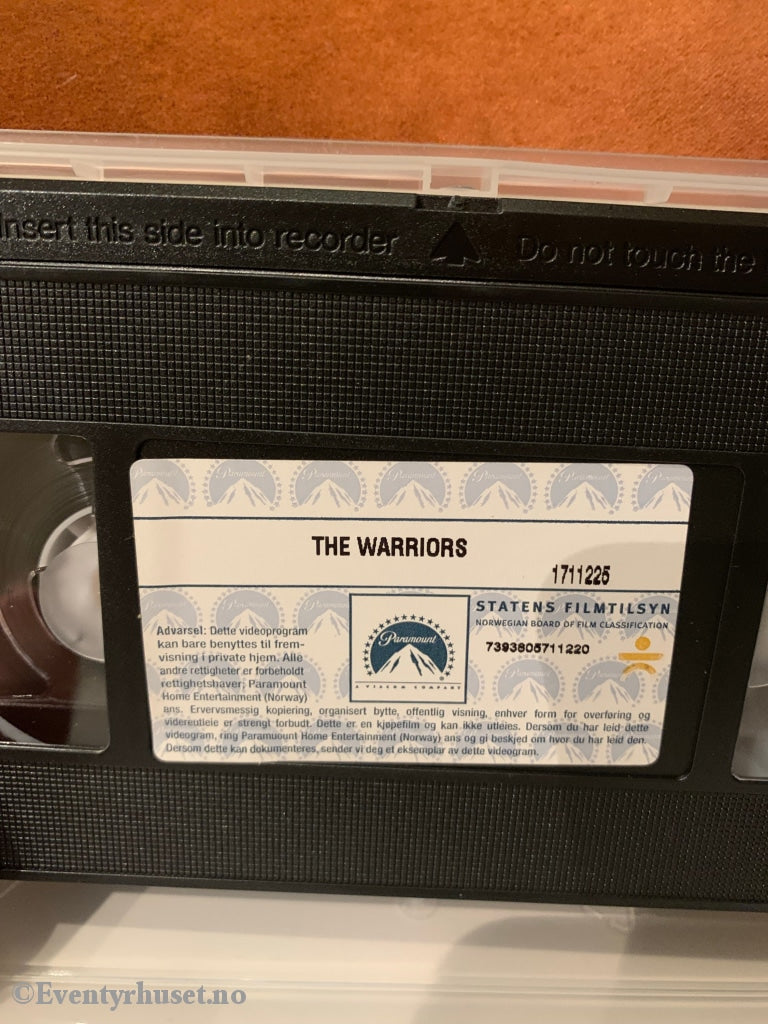 Insert this side into recorder
Do not touch the
THE WARRIORS
1711225
Advarsel: Dette videoprogram
kan bare benyttes til frem-
visning i private hjem. Alle
andre rettigheter er forbeholdt
rettighetshaver; Paramount
Home Entertainment (Norway)
ans. Ervervsmessig kopiering, organisert bytte, offentlig visning, enhver form for overføring og
videreutleie er strengt forbudt. Dette er en kjøpefilm og kan ikke utleies. Dersom du har leid dette
videogram, ring Paramuount Home Entertainment (Norway) ans og gi beskjed om hvor du har leid den.
Dersom dette kan dokumenteres, sender vi deg et eksemplar av dette videogram.
Paramount
A VIACOM COMPANY
STATENS FILMTILSYN
NORWEGIAN BOARD OF FILM CLASSIFICATION
7393805711220
©Eventyrhuset.no